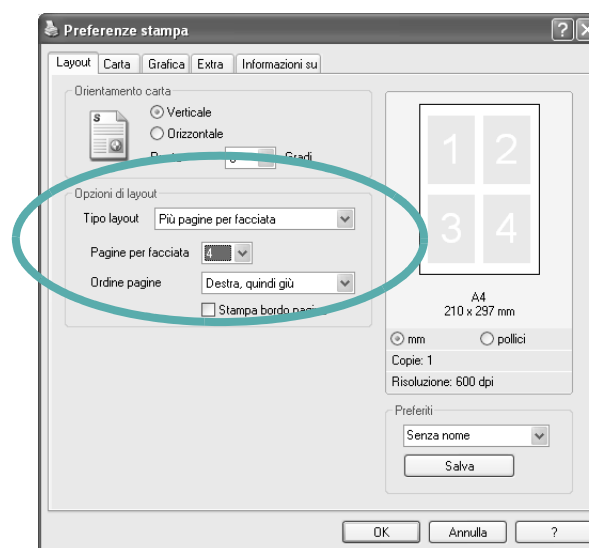 Preferenze stampa
Layout Carta Grafica Extra Informazioni su
Orientamento carta
S
Verticale
Orizzontale
Gradi
Opzioni di layout
Tipo layout Più pagine per facciata
Pagine per facciata 4
Ordine pagine Destra, quindi giù
Stampa bordo pagina
1 2
3 4
A4
210 x 297 mm
mm pollici
Copie: 1
Risoluzione: 600 dpi
Preferiti
Senza nome
Salva
OK Annulla ?